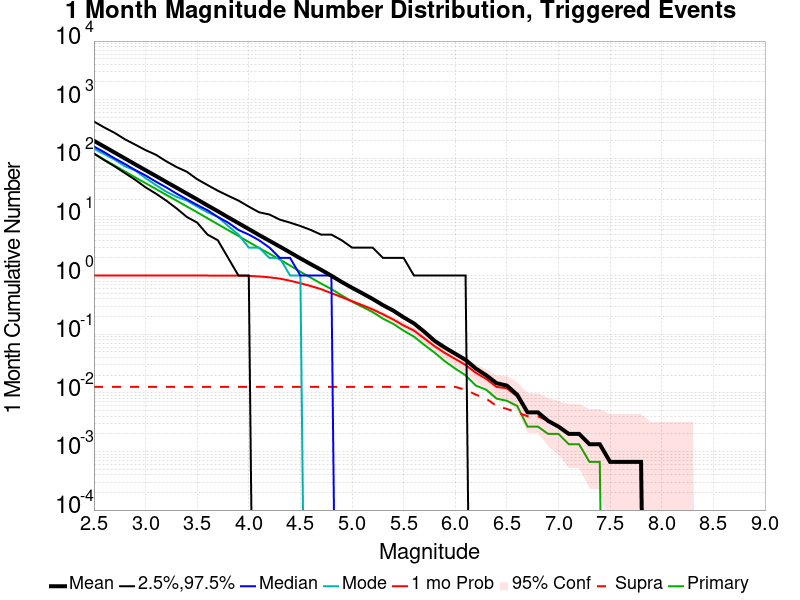 1 Month Magnitude Number Distribution, Triggered Events
1 Month Cumulative Number
10^4
10^3
10^2
10^1
10^0
10^-1
10^-2
10^-3
10^-4
2.5 3.0 3.5 4.0 4.5 5.0 5.5 6.0 6.5 7.0 7.5 8.0 8.5 9.0
Magnitude
Mean 2.5%,97.5% Median Mode 1 mo Prob 95% Conf Supra Primary